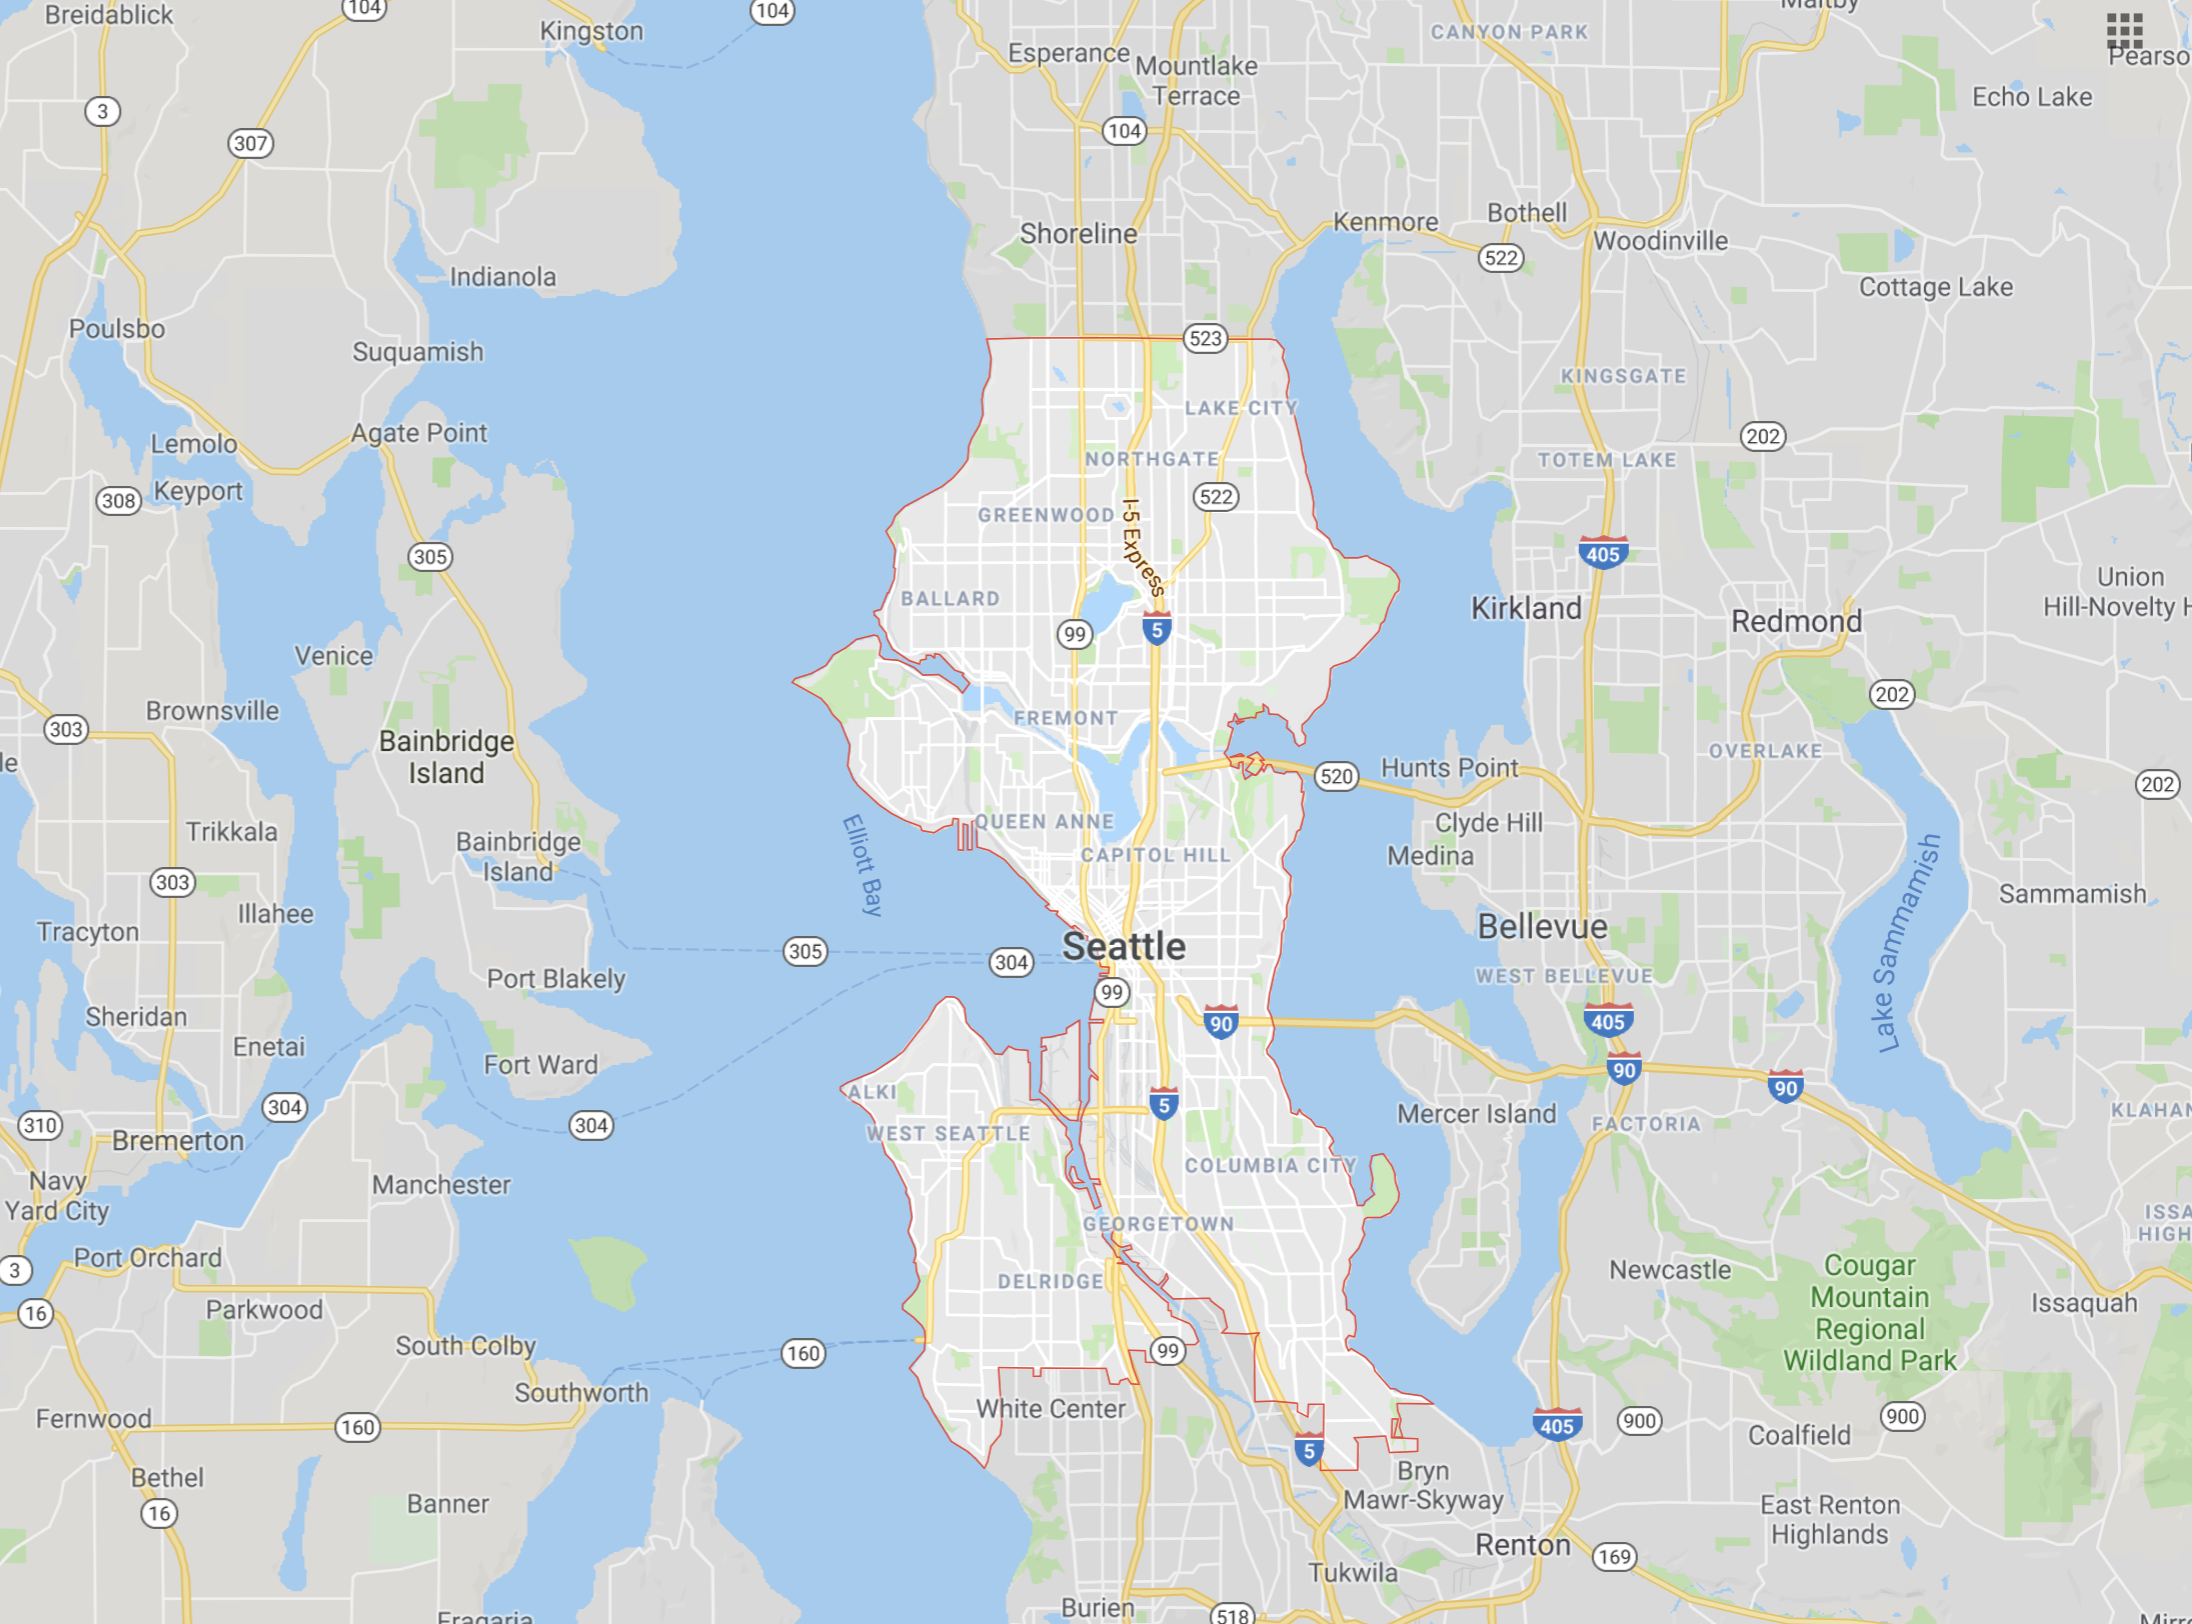 Breidablick
104
Kingston
104
Maltby
CANYON PARK
Esperance
Mountlake
Terrace
Pearso
Echo Lake
3
307
104
Shoreline
Kenmore
Bothell
Woodinville
522
Indianola
Cottage Lake
Poulsbo
Suquamish
523
KINGSGATE
LAKE CITY
Lemolo
Agate Point
202
NORTHGATE
TOTEM LAKE
308
Keyport
522
GREENWOOD
I-5 Express
305
405
Union
Hill-Novelty H
BALLARD
Kirkland
Redmond
99
5
Venice
202
Brownsville
303
FREMONT
Bainbridge
Island
OVERLAKE
le
520
Hunts Point
202
Trikkala
Elliott Bay
QUEEN ANNE
Clyde Hill
Bainbridge
Island
CAPITOL HILL
Medina
303
Lake Sammamish
Sammamish
Illahee
Tracyton
Bellevue
305
304
Seattle
Port Blakely
WEST BELLEVUE
99
Sheridan
90
405
Enetai
Fort Ward
90
90
ALKI
304
5
Mercer Island
KLAHAN
310
304
FACTORIA
Bremerton
WEST SEATTLE
COLUMBIA CITY
Navy
Yard City
Manchester
GEORGETOWN
ISSA
HIGH
Port Orchard
3
DELRIDGE
Newcastle
Cougar
Mountain
Regional
Wildland Park
16
Parkwood
Issaquah
South Colby
160
99
Southworth
White Center
Fernwood
160
405
900
900
Coalfield
5
Bethel
Bryn
Mawr-Skyway
Banner
16
East Renton
Highlands
Renton
169
Tukwila
Burien
518
Fragaria